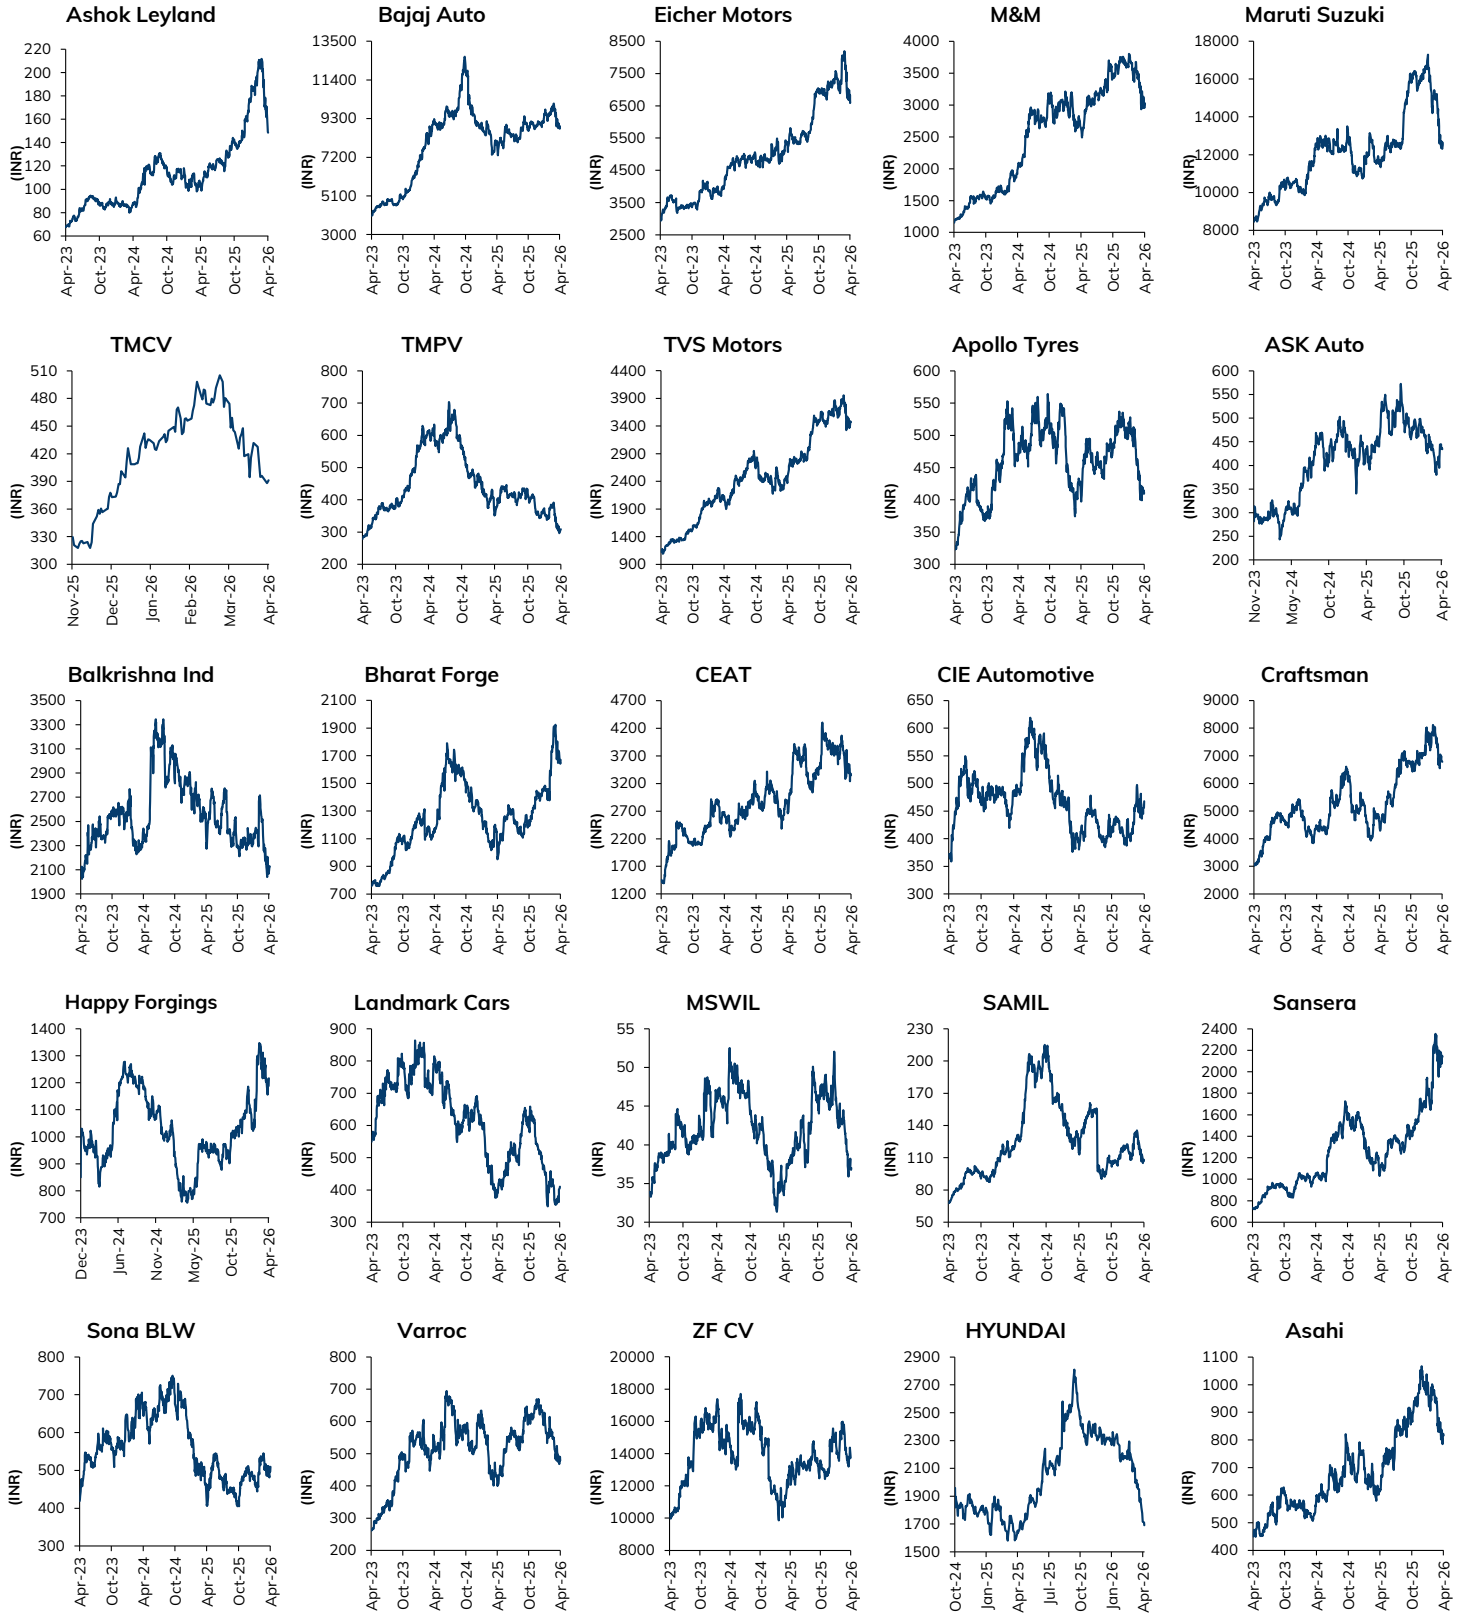 Ashok Leyland
(INR)
220
200
180
160
140
120
100
80
60
Apr-23
Oct-23
Apr-24
Oct-24
Apr-25
Oct-25
Apr-26
Bajaj Auto
(INR)
13500
11400
9300
7200
5100
3000
Apr-23
Oct-23
Apr-24
Oct-24
Apr-25
Oct-25
Apr-26
Eicher Motors
(INR)
8500
7500
6500
5500
4500
3500
2500
Apr-23
Oct-23
Apr-24
Oct-24
Apr-25
Oct-25
Apr-26
M&M
(INR)
4000
3500
3000
2500
2000
1500
1000
Apr-23
Oct-23
Apr-24
Oct-24
Apr-25
Oct-25
Apr-26
Maruti Suzuki
(INR)
18000
16000
14000
12000
10000
8000
Apr-23
Oct-23
Apr-24
Oct-24
Apr-25
Oct-25
Apr-26
TMCV
(INR)
510
480
450
420
390
360
330
300
Nov-25
Dec-25
Jan-26
Feb-26
Mar-26
Apr-26
TMPV
(INR)
800
700
600
500
400
300
200
Apr-23
Oct-23
Apr-24
Oct-24
Apr-25
Oct-25
Apr-26
TVS Motors
(INR)
4400
3900
3400
2900
2400
1900
1400
900
Apr-23
Oct-23
Apr-24
Oct-24
Apr-25
Oct-25
Apr-26
Apollo Tyres
(INR)
600
550
500
450
400
350
300
Apr-23
Oct-23
Apr-24
Oct-24
Apr-25
Oct-25
Apr-26
ASK Auto
(INR)
600
550
500
450
400
350
300
250
200
Nov-23
May-24
Oct-24
Apr-25
Oct-25
Apr-26
Balkrishna Ind
(INR)
3500
3300
3100
2900
2700
2500
2300
2100
1900
Apr-23
Oct-23
Apr-24
Oct-24
Apr-25
Oct-25
Apr-26
Bharat Forge
(INR)
2100
1900
1700
1500
1300
1100
900
700
Apr-23
Oct-23
Apr-24
Oct-24
Apr-25
Oct-25
Apr-26
CEAT
(INR)
4700
4200
3700
3200
2700
2200
1700
1200
Apr-23
Oct-23
Apr-24
Oct-24
Apr-25
Oct-25
Apr-26
CIE Automotive
(INR)
650
600
550
500
450
400
350
300
Apr-23
Oct-23
Apr-24
Oct-24
Apr-25
Oct-25
Apr-26
Craftsman
(INR)
9000
8000
7000
6000
5000
4000
3000
2000
Apr-23
Oct-23
Apr-24
Oct-24
Apr-25
Oct-25
Apr-26
Happy Forgings
(INR)
1400
1300
1200
1100
1000
900
800
700
Dec-23
Jun-24
Nov-24
May-25
Oct-25
Apr-26
Landmark Cars
(INR)
900
800
700
600
500
400
300
Apr-23
Oct-23
Apr-24
Oct-24
Apr-25
Oct-25
Apr-26
MSWIL
(INR)
55
50
45
40
35
30
Apr-23
Oct-23
Apr-24
Oct-24
Apr-25
Oct-25
Apr-26
SAMIL
(INR)
230
200
170
140
110
80
50
Apr-23
Oct-23
Apr-24
Oct-24
Apr-25
Oct-25
Apr-26
Sansera
(INR)
2400
2200
2000
1800
1600
1400
1200
1000
800
600
Apr-23
Oct-23
Apr-24
Oct-24
Apr-25
Oct-25
Apr-26
Sona BLW
(INR)
800
700
600
500
400
300
Apr-23
Oct-23
Apr-24
Oct-24
Apr-25
Oct-25
Apr-26
Varroc
(INR)
800
700
600
500
400
300
200
Apr-23
Oct-23
Apr-24
Oct-24
Apr-25
Oct-25
Apr-26
ZF CV
(INR)
20000
18000
16000
14000
12000
10000
8000
Apr-23
Oct-23
Apr-24
Oct-24
Apr-25
Oct-25
Apr-26
HYUNDAI
(INR)
2900
2700
2500
2300
2100
1900
1700
1500
Oct-24
Jan-25
Apr-25
Jul-25
Oct-25
Jan-26
Apr-26
Asahi
(INR)
1100
1000
900
800
700
600
500
400
Apr-23
Oct-23
Apr-24
Oct-24
Apr-25
Oct-25
Apr-26